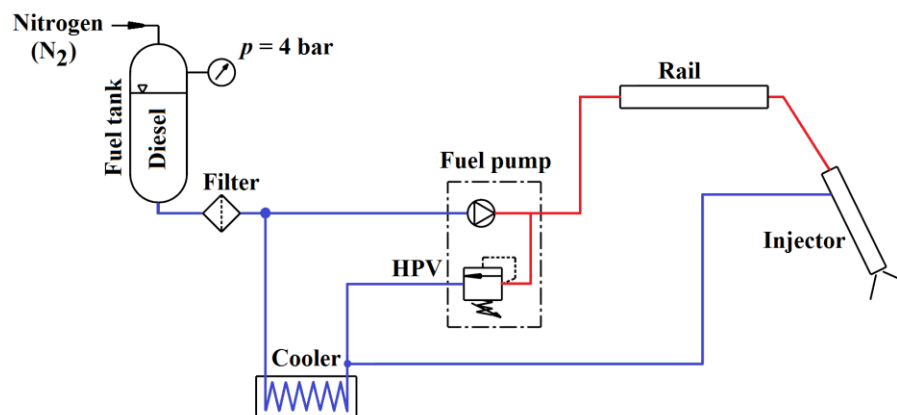 Nitrogen
(N2)
p = 4 bar
Fuel tank
Diesel
Filter
Fuel pump
HPV
Cooler
Rail
Injector